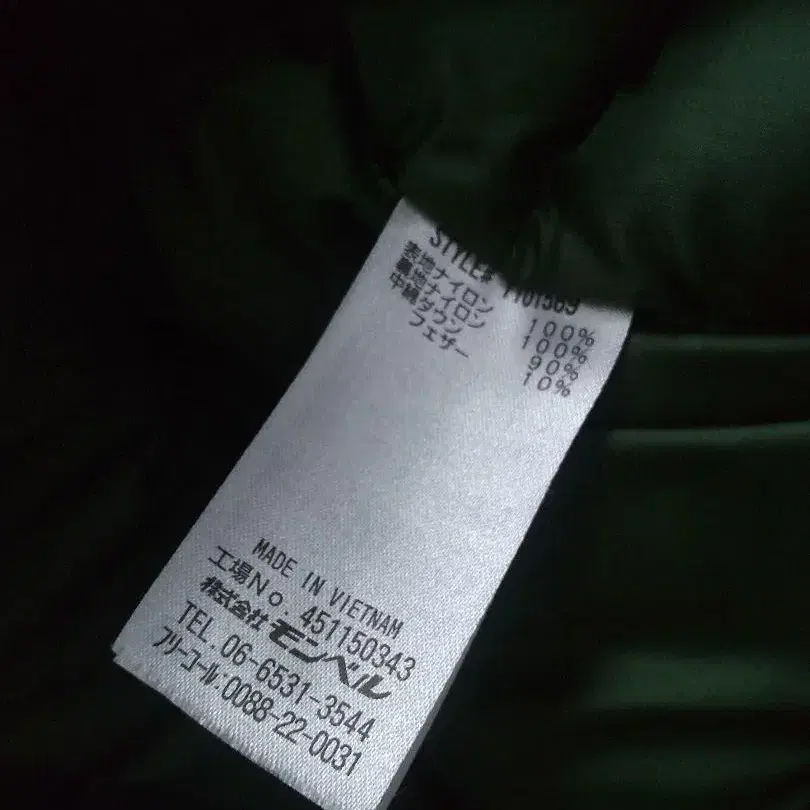 STYLE# 1101569
表地ナイロン 100%
裏地ナイロン 100%
中綿ダウン 90%
フェザー 10%
MADE IN VIETNAM
工場No. 451150343
株式会社モンベル
TEL. 06-6531-3544
フリーコール:0088-22-0031